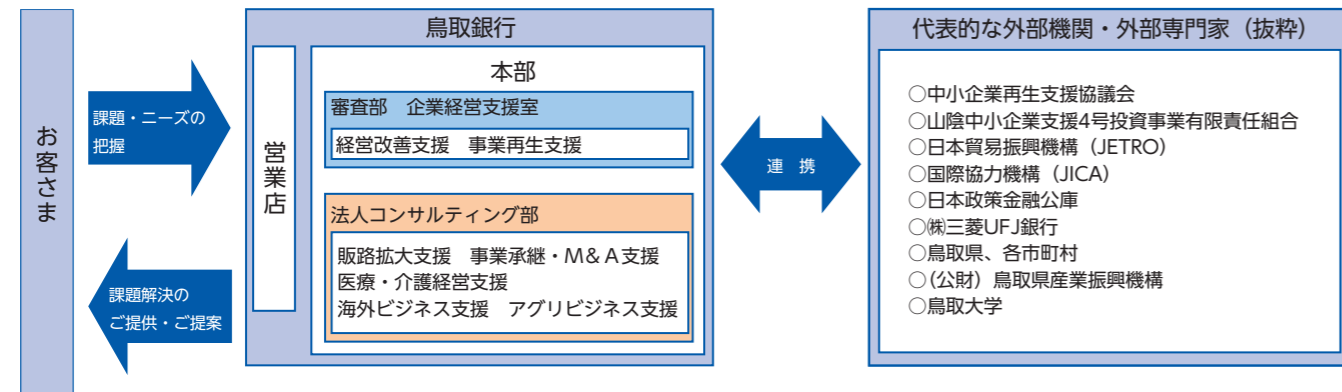 お客さま
課題・ニーズの
把握
課題解決の
ご提供・ご提案
鳥取銀行
営業店
本部
審査部　企業経営支援室
経営改善支援　事業再生支援
法人コンサルティング部
販路拡大支援　事業承継・M&A支援
医療・介護経営支援
海外ビジネス支援　アグリビジネス支援
連　携
代表的な外部機関・外部専門家（抜粋）
○中小企業再生支援協議会
○山陰中小企業支援4号投資事業有限責任組合
○日本貿易振興機構（JETRO）
○国際協力機構（JICA）
○日本政策金融公庫
○㈱三菱UFJ銀行
○鳥取県、各市町村
○（公財）鳥取県産業振興機構
○鳥取大学